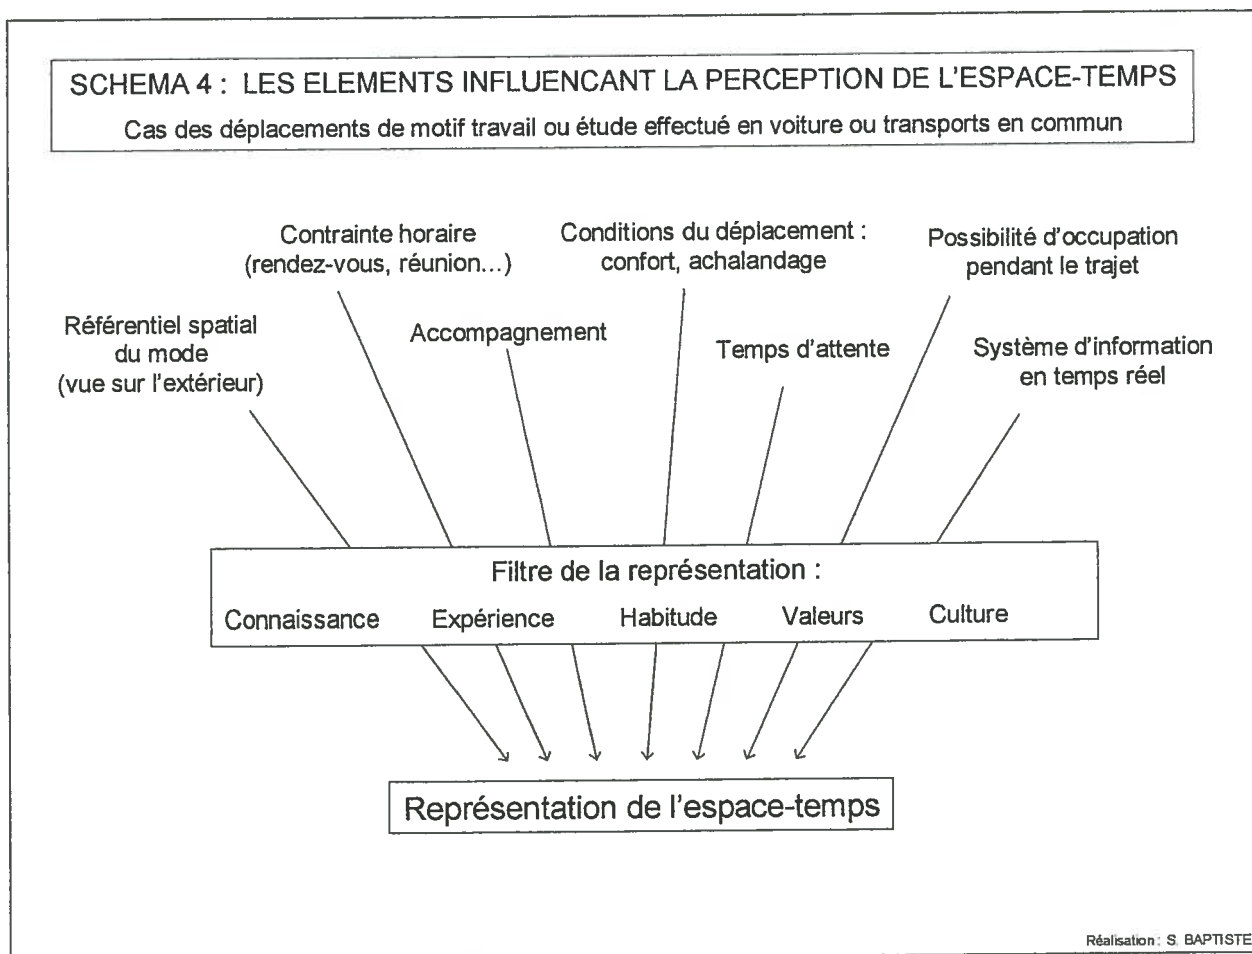 SCHEMA 4 : LES ELEMENTS INFLUENCANT LA PERCEPTION DE L'ESPACE-TEMPS
Cas des déplacements de motif travail ou étude effectué en voiture ou transports en commun
Contrainte horaire
(rendez-vous, réunion...)
Conditions du déplacement :
confort, achalandage
Possibilité d'occupation
pendant le trajet
Référentiel spatial
du mode
(vue sur l'extérieur)
Accompagnement
Temps d'attente
Système d'information
en temps réel
Filtre de la représentation :
Connaissance Expérience Habitude Valeurs Culture
Représentation de l'espace-temps
Réalisation : S. BAPTISTE